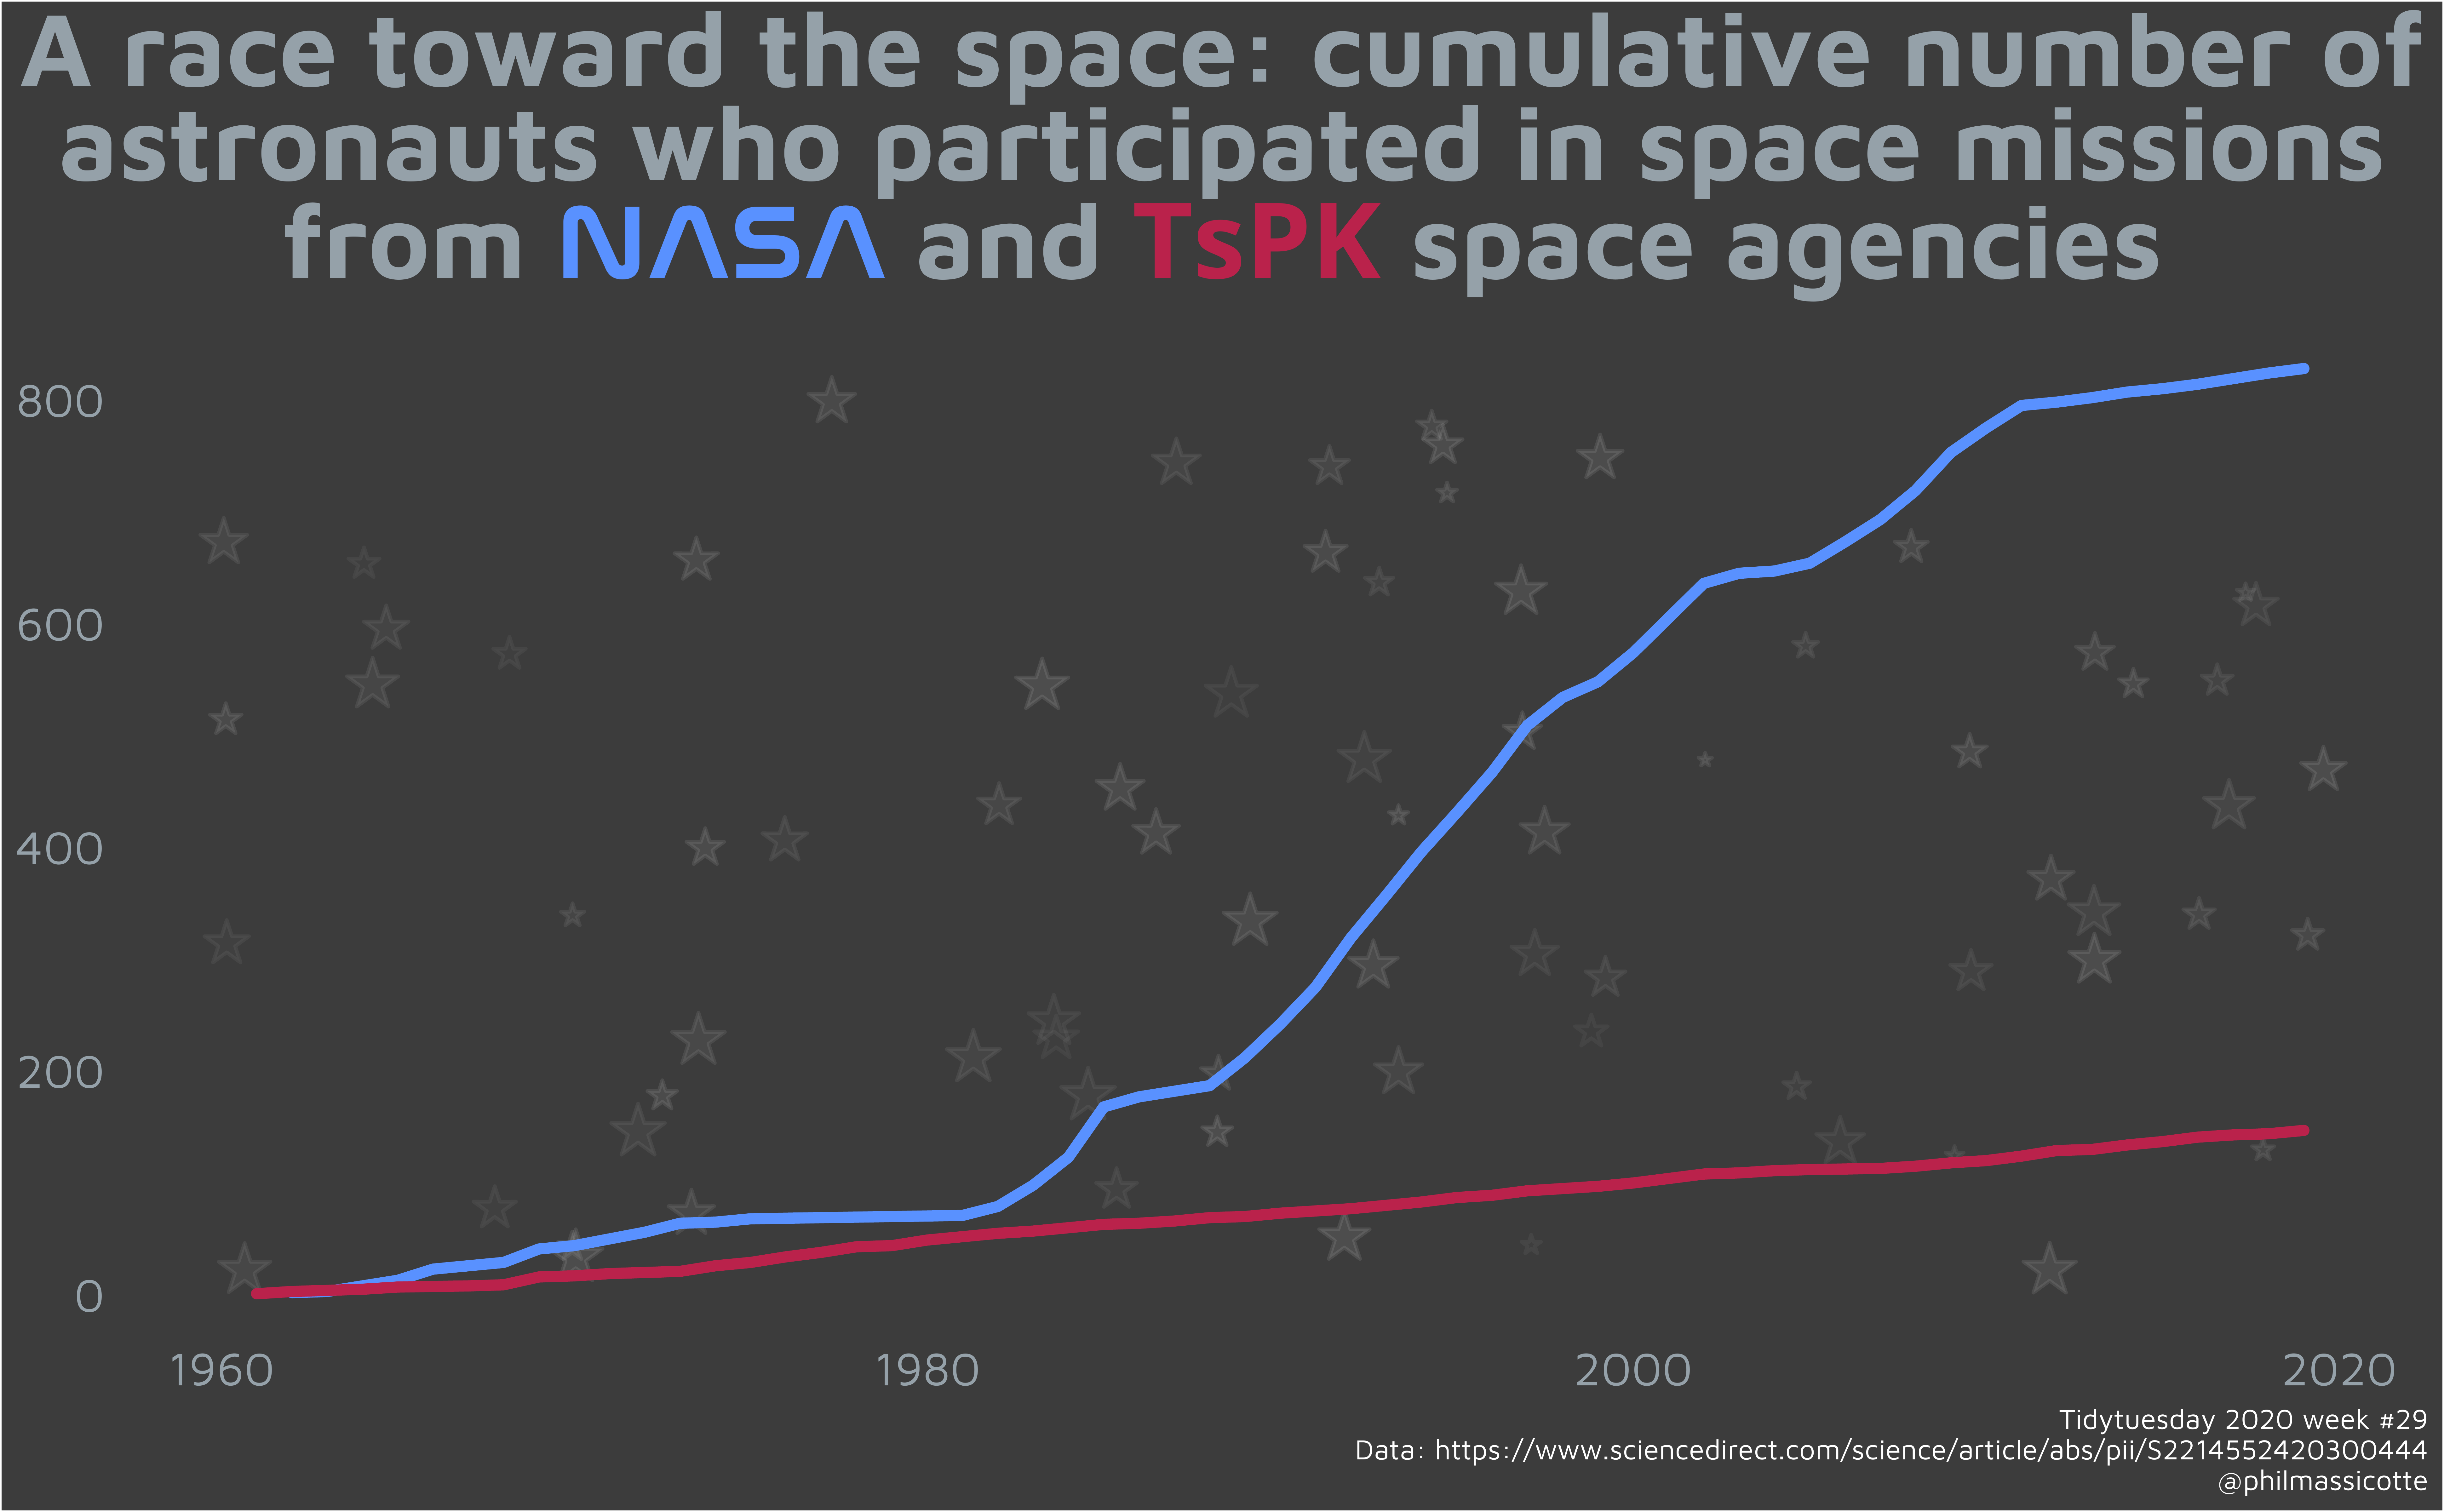 A race toward the space: cumulative number of
astronauts who participated in space missions
from NASA and TsPK space agencies
800
600
400
200
0
1960 1980 2000 2020
Tidytuesday 2020 week #29
Data: https://www.sciencedirect.com/science/article/abs/pii/S2214552420300444
@philmassicotte